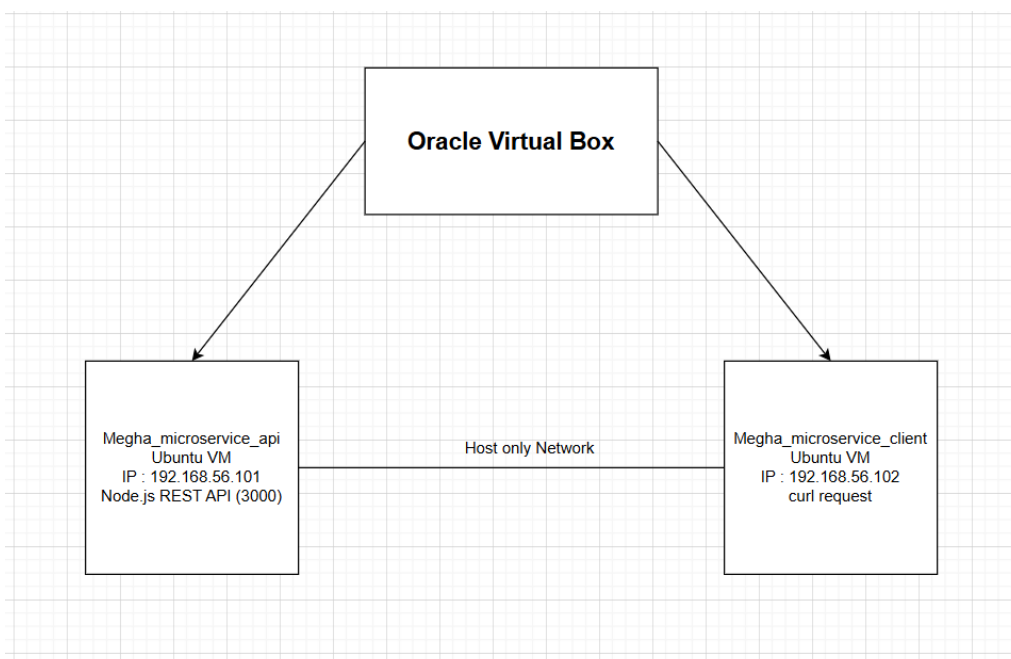 Oracle Virtual Box
Megha_microservice_api
Ubuntu VM
IP : 192.168.56.101
Node.js REST API (3000)
Host only Network
Megha_microservice_client
Ubuntu VM
IP : 192.168.56.102
curl request